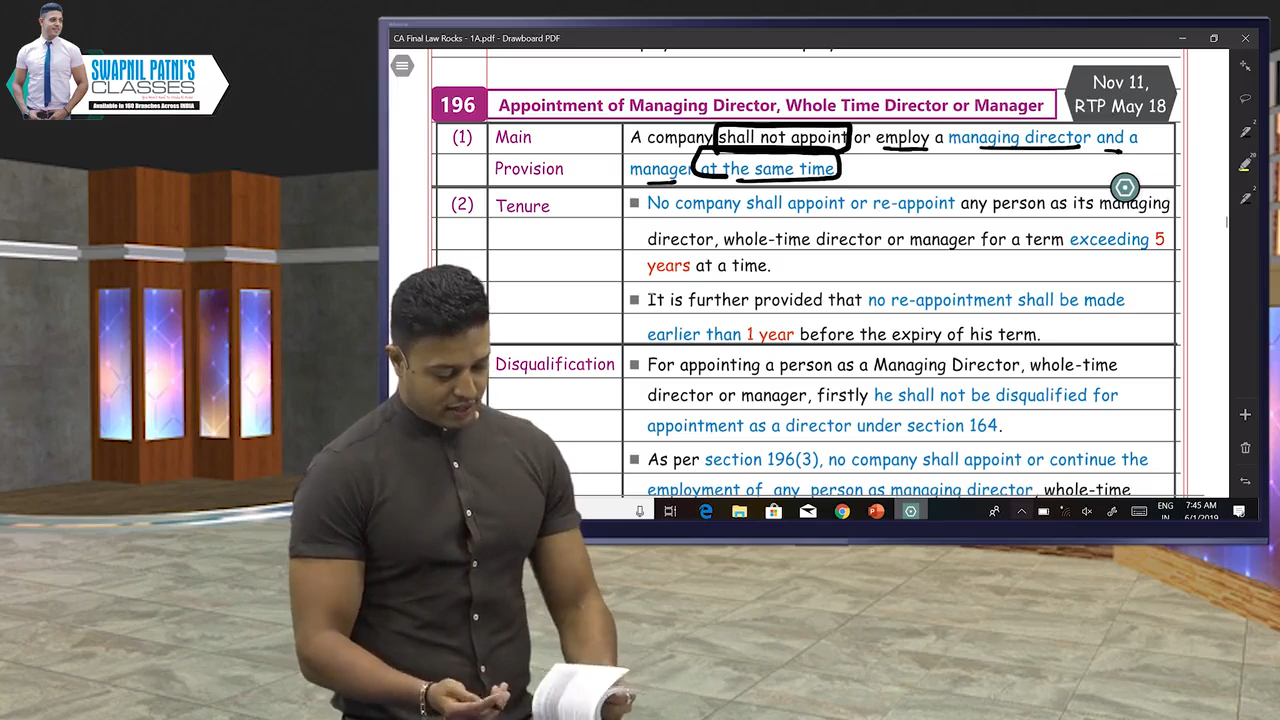 SWAPNIL PATNI'S
CLASSES
Available in 160 Branches Across INDIA
CA Final Law Rocks - 1A.pdf - Drawboard PDF
Nov 11,
RTP May 18
196 Appointment of Managing Director, Whole Time Director or Manager
(1) Main A company shall not appoint or employ a managing director and a
Provision manager at the same time
(2) Tenure ■ No company shall appoint or re-appoint any person as its managing
director, whole-time director or manager for a term exceeding 5
years at a time.
■ It is further provided that no re-appointment shall be made
earlier than 1 year before the expiry of his term.
Disqualification ■ For appointing a person as a Managing Director, whole-time
director or manager, firstly he shall not be disqualified for
appointment as a director under section 164.
■ As per section 196(3), no company shall appoint or continue the
employment of any person as managing director, whole-time
ENG
IN
7:45 AM
6/1/2019